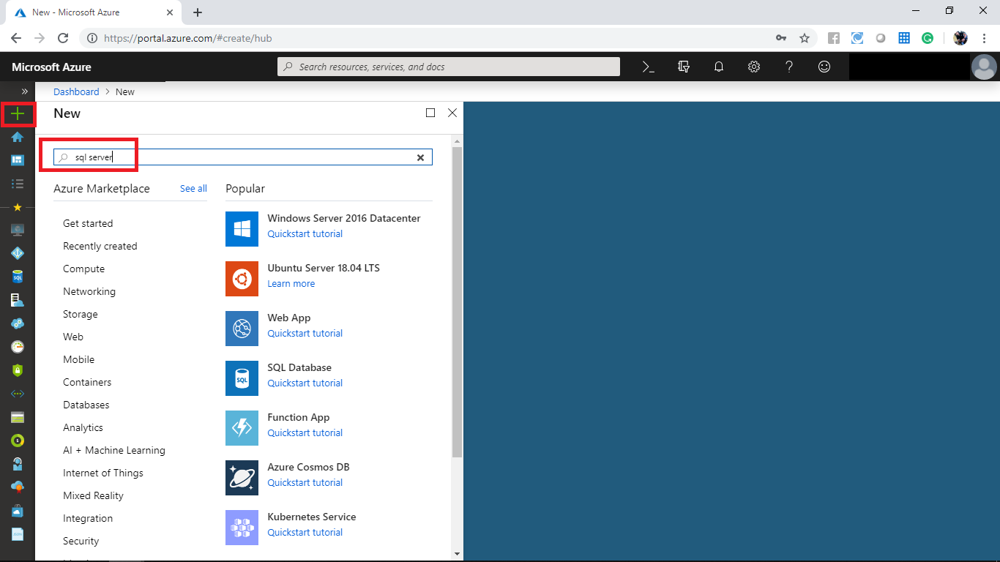 New - Microsoft Azure
https://portal.azure.com/#create/hub
Microsoft Azure
Search resources, services, and docs
Dashboard > New
New
sql server
Azure Marketplace
See all
Get started
Recently created
Compute
Networking
Storage
Web
Mobile
Containers
Databases
Analytics
AI + Machine Learning
Internet of Things
Mixed Reality
Integration
Security
Popular
Windows Server 2016 Datacenter
Quickstart tutorial
Ubuntu Server 18.04 LTS
Learn more
Web App
Quickstart tutorial
SQL Database
Quickstart tutorial
SQL
Function App
Quickstart tutorial
Azure Cosmos DB
Quickstart tutorial
Kubernetes Service
Quickstart tutorial
SQL